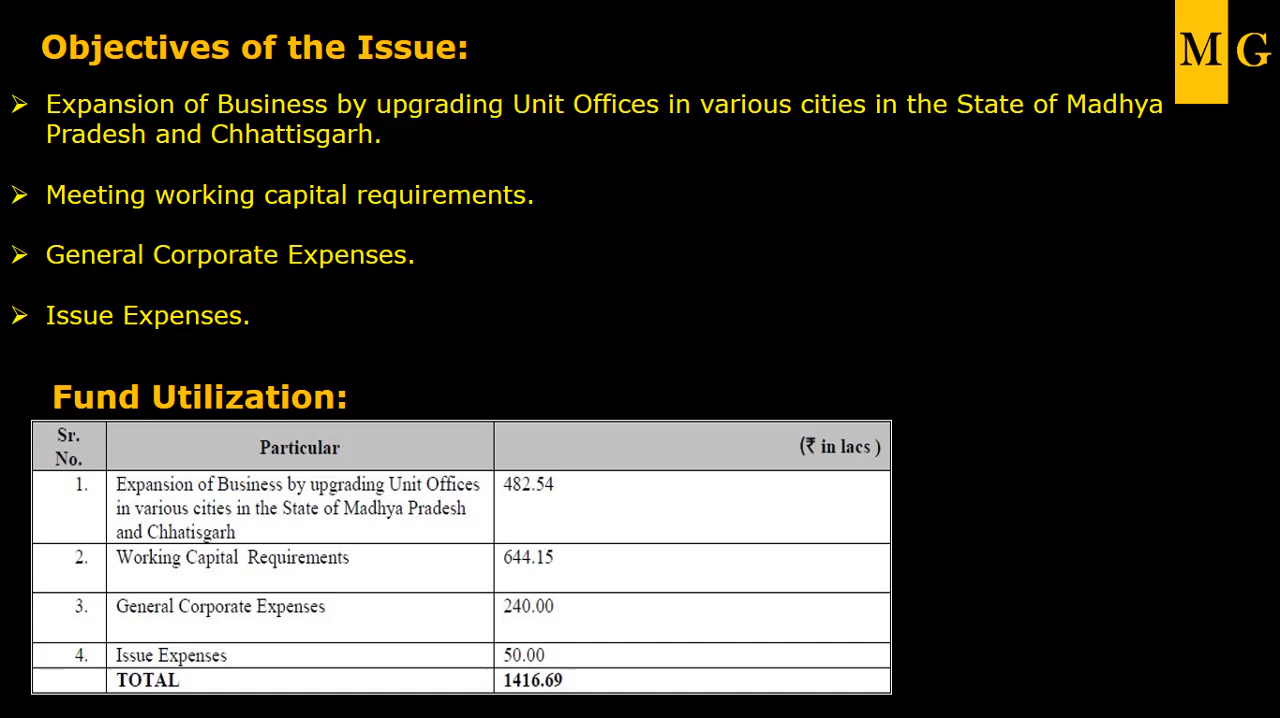 Objectives of the Issue:
M G
➢ Expansion of Business by upgrading Unit Offices in various cities in the State of Madhya
Pradesh and Chhattisgarh.
➢ Meeting working capital requirements.
➢ General Corporate Expenses.
➢ Issue Expenses.
Fund Utilization:
Sr. No. Particular (₹ in lacs )
1. Expansion of Business by upgrading Unit Offices 482.54
in various cities in the State of Madhya Pradesh
and Chhatisgarh
2. Working Capital Requirements 644.15
3. General Corporate Expenses 240.00
4. Issue Expenses 50.00
TOTAL 1416.69